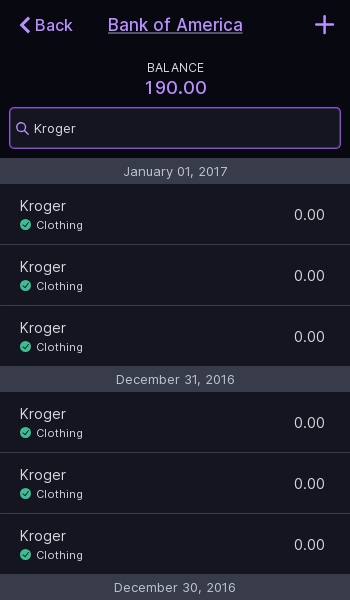 Back
Bank of America
BALANCE
190.00
Kroger
January 01, 2017
Kroger
Clothing
0.00
Kroger
Clothing
0.00
Kroger
Clothing
0.00
December 31, 2016
Kroger
Clothing
0.00
Kroger
Clothing
0.00
Kroger
Clothing
0.00
December 30, 2016